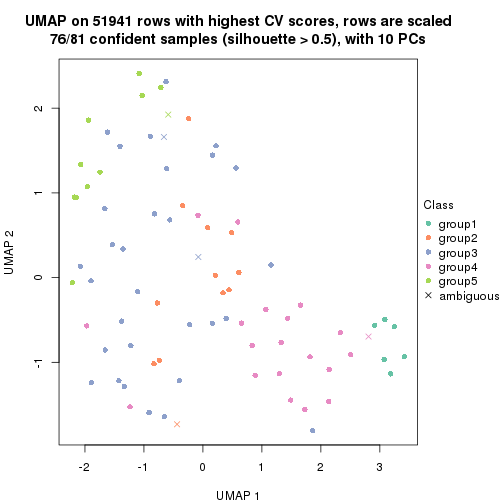 UMAP on 51941 rows with highest CV scores, rows are scaled
76/81 confident samples (silhouette > 0.5), with 10 PCs
2
1
0
-1
UMAP 2
-2
-1
0
1
2
3
UMAP 1
Class
group1
group2
group3
group4
group5
ambiguous